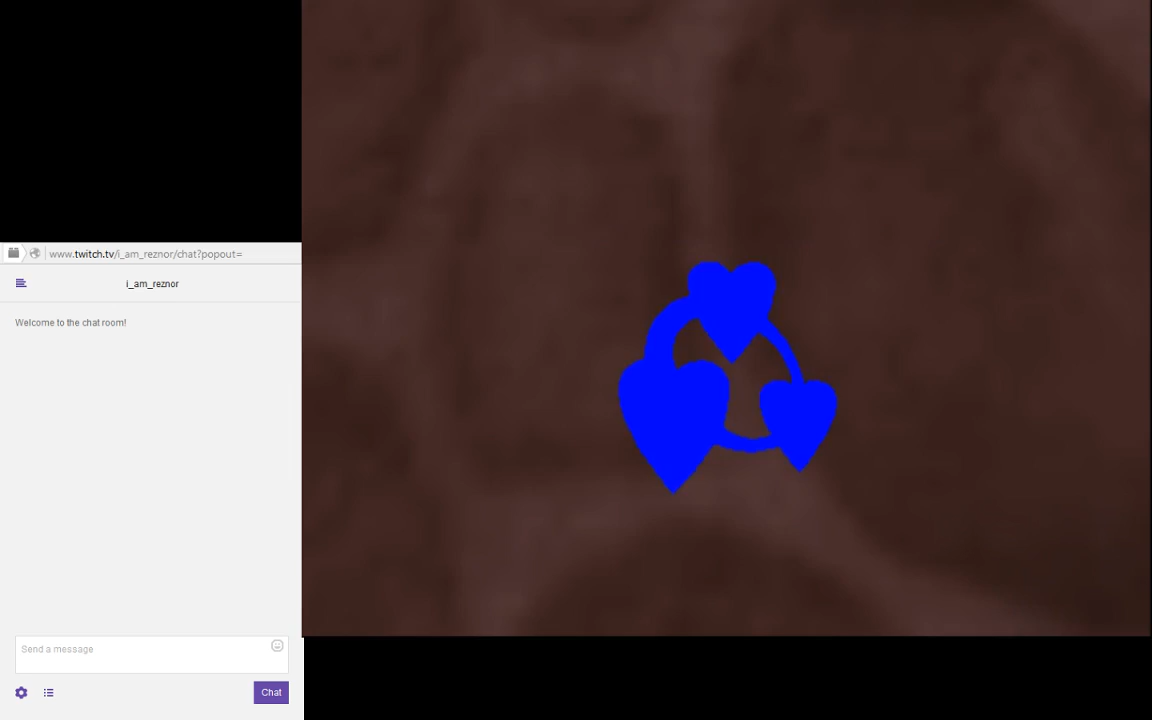 www.twitch.tv/i_am_reznor/chat?popout=
i_am_reznor
Welcome to the chat room!
Send a message
Chat